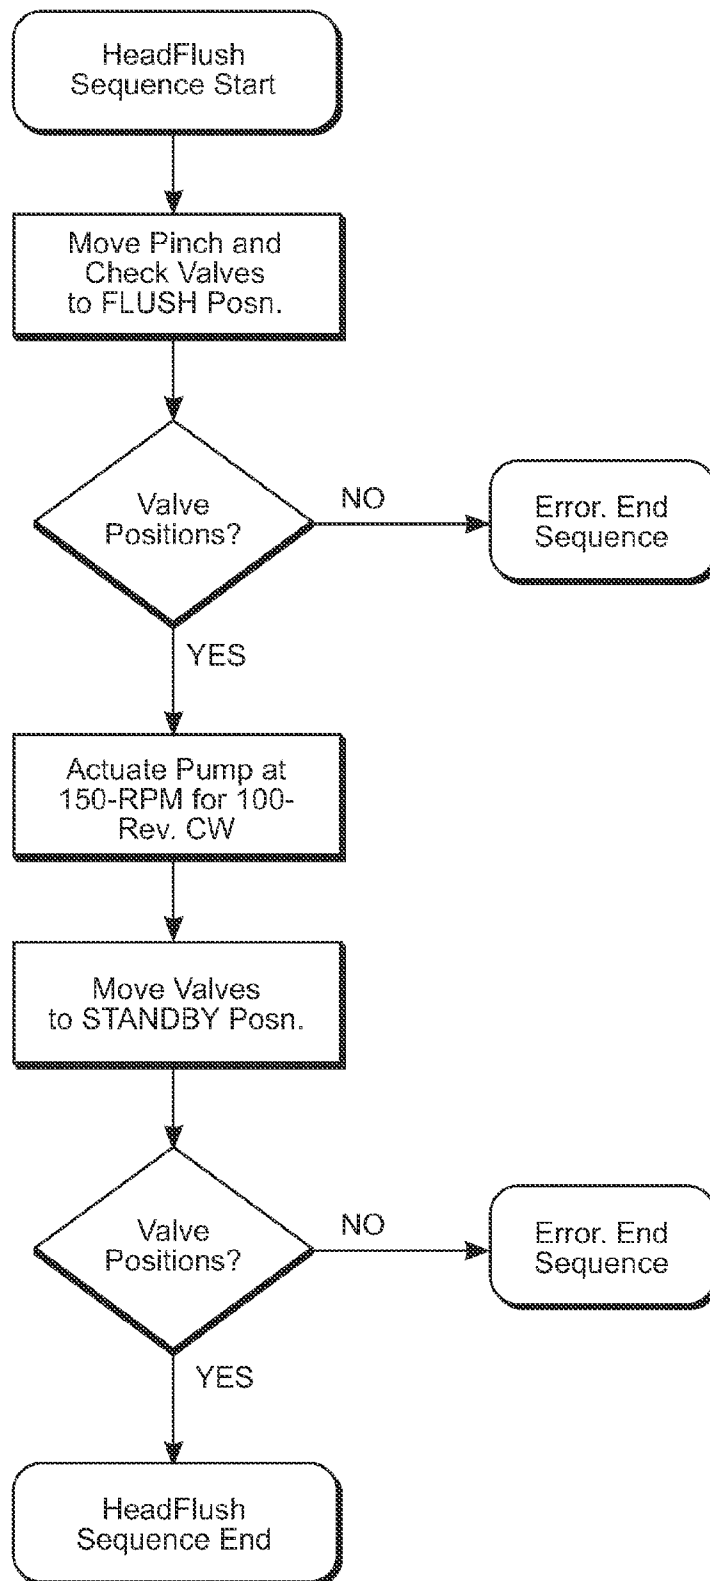 HeadFlush
Sequence Start
Move Pinch and
Check Valves
to FLUSH Posn.
Valve
Positions?
NO
Error. End
Sequence
YES
Actuate Pump at
150-RPM for 100-
Rev. CW
Move Valves
to STANDBY Posn.
Valve
Positions?
NO
Error. End
Sequence
YES
HeadFlush
Sequence End